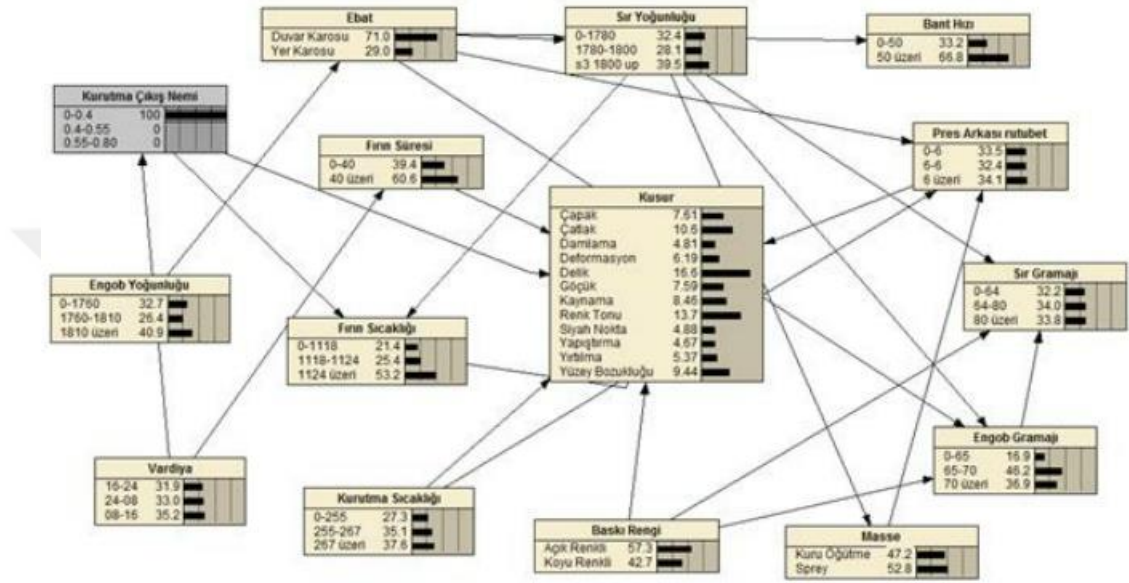 Ebat
Duvar Karosu 71.0
Yer Karosu 29.0
Sır Yoğunluğu
0-1780 32.4
1780-1800 28.1
s3 1800 up 39.5
Bant Hızı
0-50 33.2
50 üzeri 66.8
Kurutma Çıkış Nemi
0-0.4 100
0.4-0.55 0
0.55-0.80 0
Fırın Süresi
0-40 39.4
40 üzeri 60.6
Pres Arkası rutubet
0-6 33.5
6-6 32.4
6 üzeri 34.1
Kusur
Çapak 7.61
Çatlak 10.6
Damlama 4.81
Deformasyon 6.19
Delik 16.6
Göçük 7.59
Kaynama 8.46
Renk Tonu 13.7
Siyah Nokta 4.88
Yapıştırma 4.67
Yırtılma 5.37
Yüzey Bozukluğu 9.44
Engob Yoğunluğu
0-1760 32.7
1760-1810 26.4
1810 üzeri 40.9
Sır Gramajı
0-64 32.2
64-80 34.0
80 üzeri 33.8
Fırın Sıcaklığı
0-1118 21.4
1118-1124 25.4
1124 üzeri 53.2
Engob Gramajı
0-65 16.9
65-70 46.2
70 üzeri 36.9
Vardiya
16-24 31.9
24-08 33.0
08-16 35.2
Kurutma Sıcaklığı
0-255 27.3
255-267 35.1
267 üzeri 37.6
Baskı Rengi
Açık Renkli 57.3
Koyu Renkli 42.7
Masse
Kuru Öğütme 47.2
Sprey 52.8